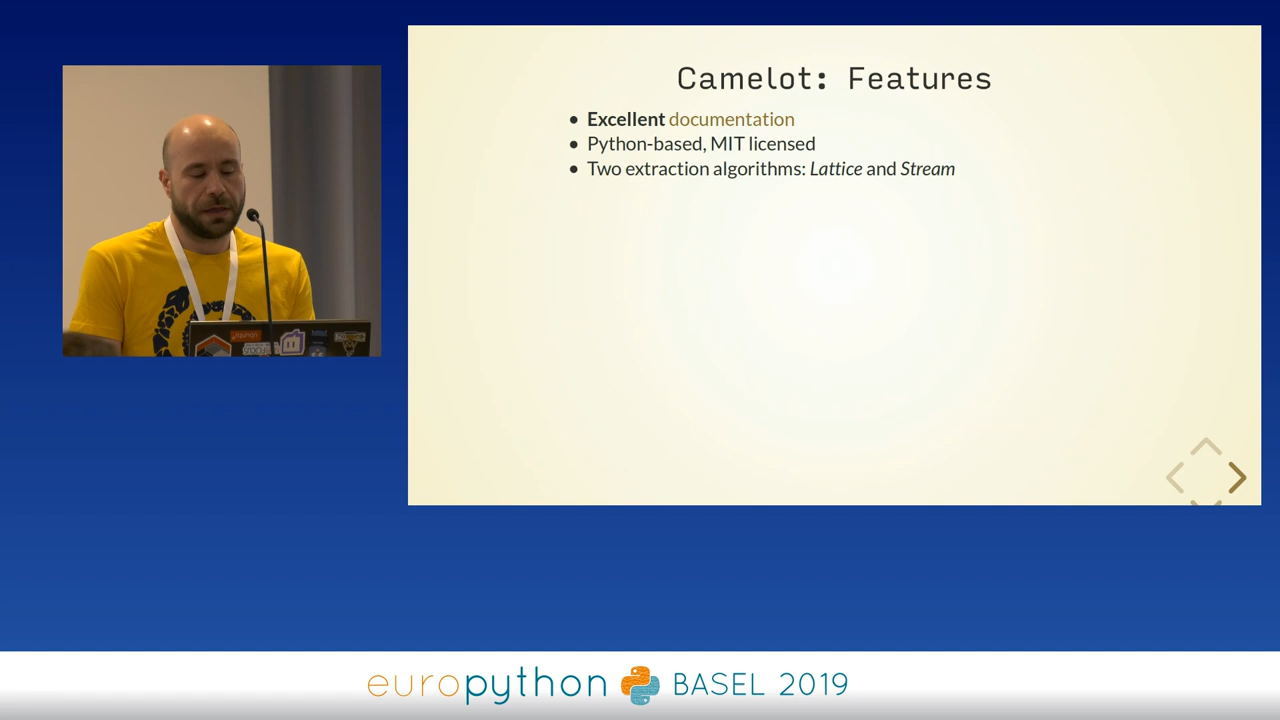 Camelot: Features
• Excellent documentation
• Python-based, MIT licensed
• Two extraction algorithms: Lattice and Stream
europython BASEL 2019